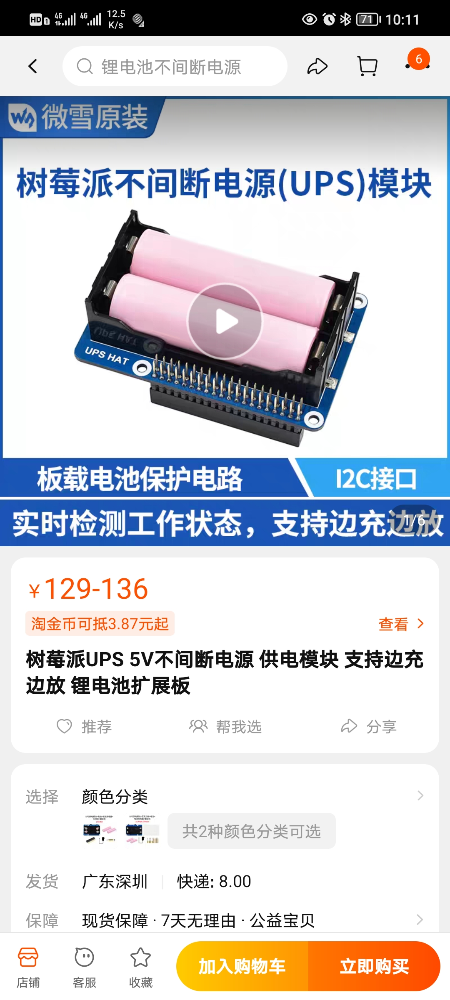 HD 1 4G 4G 12.5 K/s 71 10:11
锂电池不间断电源
6
微雪原装
树莓派不间断电源(UPS)模块
UPS HAT
板载电池保护电路
I2C接口
实时检测工作状态，支持边充边放
1/6
¥129-136
淘金币可抵3.87元起
查看
树莓派UPS 5V不间断电源 供电模块 支持边充
边放 锂电池扩展板
推荐
帮我选
分享
选择
颜色分类
共2种颜色分类可选
发货
广东深圳
快递: 8.00
保障
现货保障 · 7天无理由 · 公益宝贝
店铺
客服
收藏
加入购物车
立即购买